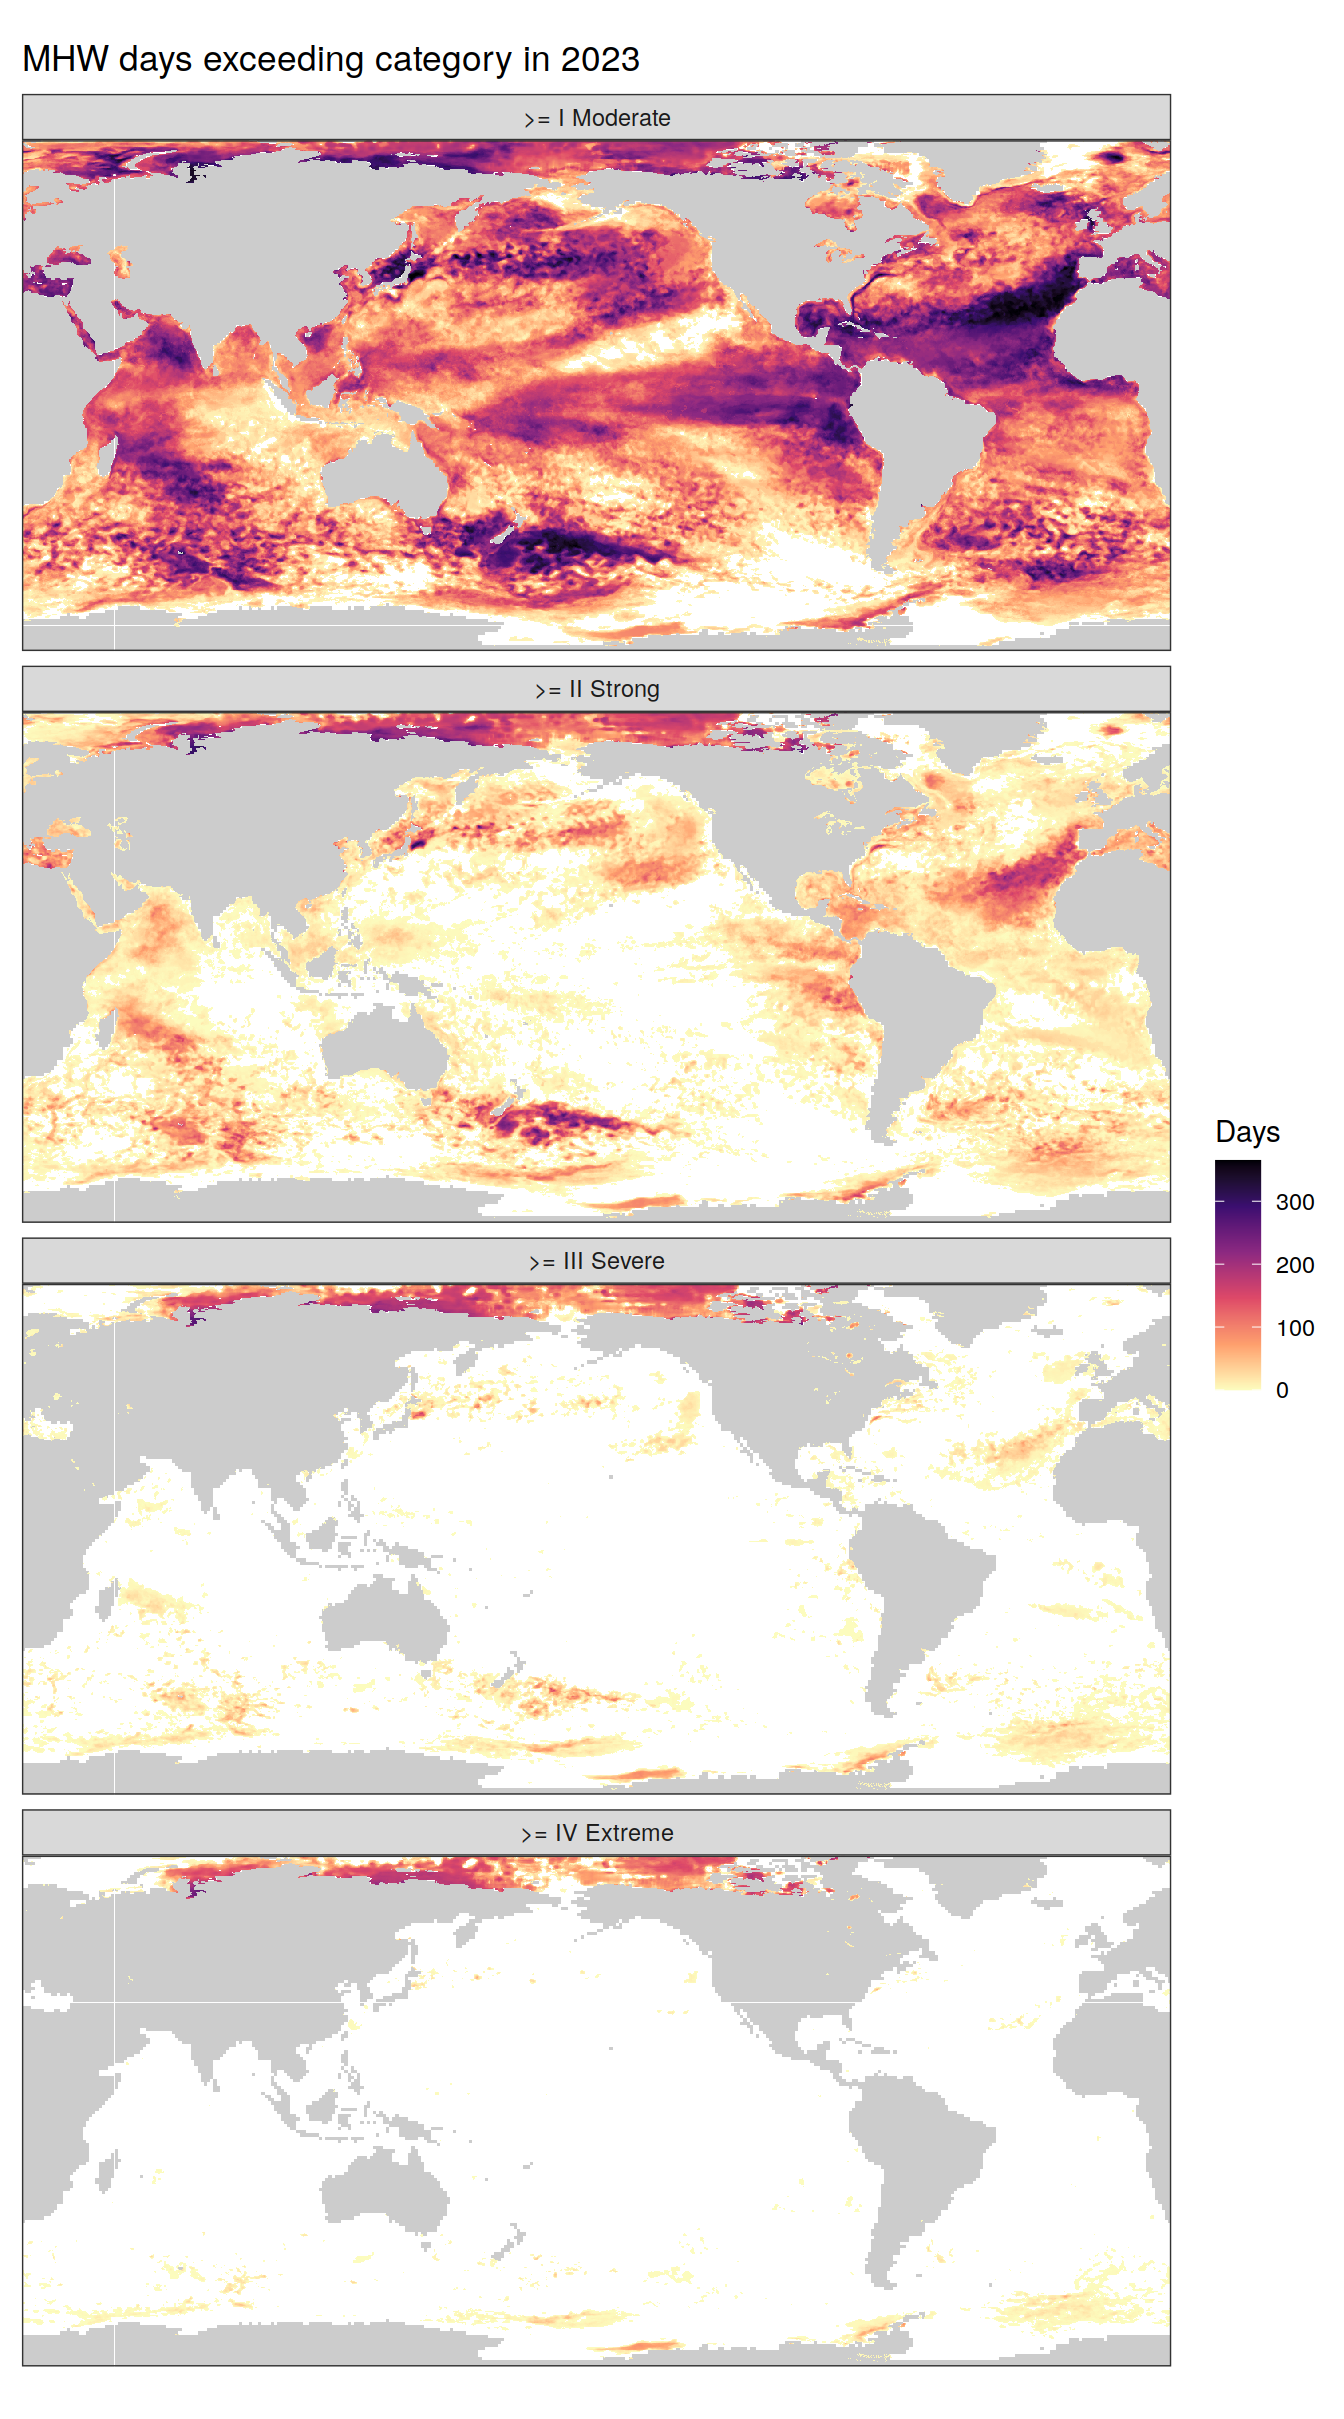 MHW days exceeding category in 2023
>= I Moderate
>= II Strong
>= III Severe
>= IV Extreme
Days
300
200
100
0